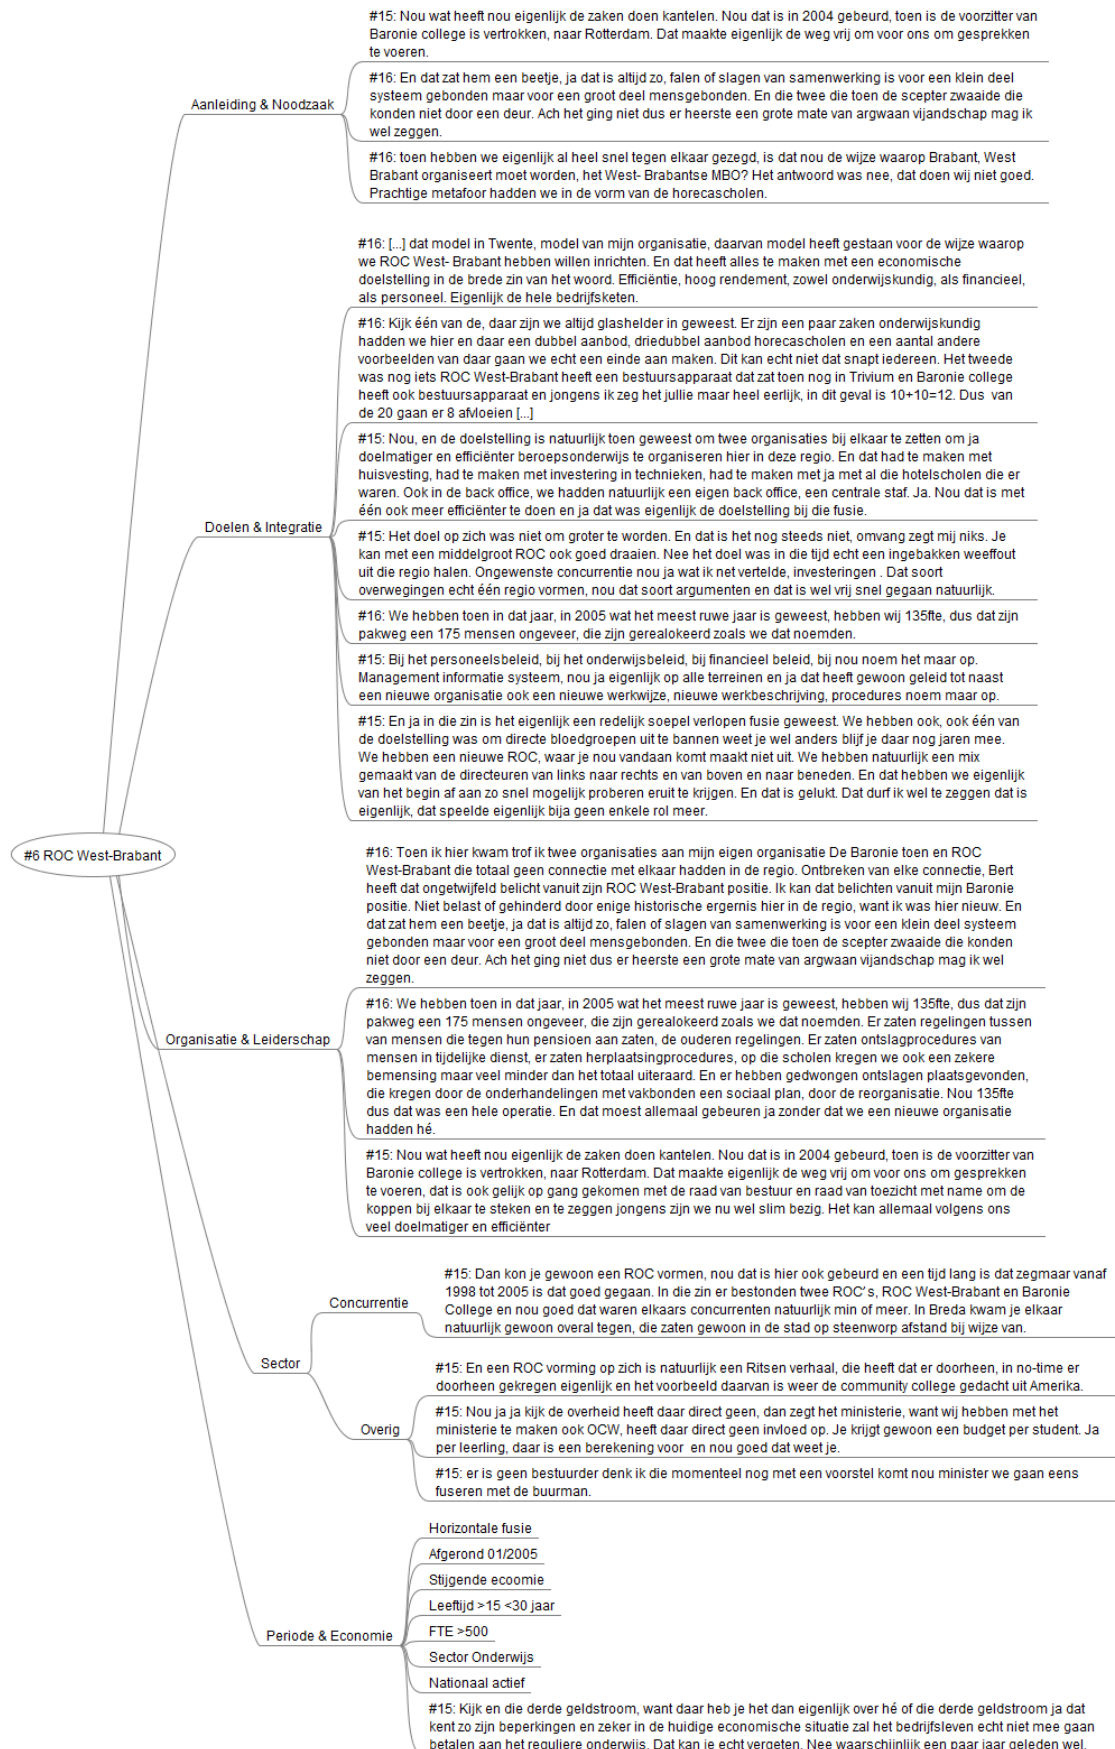 #15: Nou wat heeft nou eigenlijk de zaken doen kantelen. Nou dat is in 2004 gebeurd, toen is de voorzitter van
Baronie college is vertrokken, naar Rotterdam. Dat maakte eigenlijk de weg vrij om voor ons om gesprekken
te voeren.
Aanleiding & Noodzaak
#16: En dat zat hem een beetje, ja dat is altijd zo, falen of slagen van samenwerking is voor een klein deel
systeem gebonden maar voor een groot deel mensgebonden. En die twee die toen de scepter zwaaide die
konden niet door een deur. Ach het ging niet dus er heerste een grote mate van argwaan vijandschap mag ik
wel zeggen.
#16: toen hebben we eigenlijk al heel snel tegen elkaar gezegd, is dat nou de wijze waarop Brabant, West
Brabant organiseert moet worden, het West- Brabantse MBO? Het antwoord was nee, dat doen wij niet goed.
Prachtige metafoor hadden we in de vorm van de horecascholen.
#16: [...] dat model in Twente, model van mijn organisatie, daarvan model heeft gestaan voor de wijze waarop
we ROC West- Brabant hebben willen inrichten. En dat heeft alles te maken met een economische
doelstelling in de brede zin van het woord. Efficiëntie, hoog rendement, zowel onderwijskundig, als financieel,
als personeel. Eigenlijk de hele bedrijfsketen.
#16: Kijk één van de, daar zijn we altijd glashelder in geweest. Er zijn een paar zaken onderwijskundig
hadden we hier en daar een dubbel aanbod, driedubbel aanbod horecascholen en een aantal andere
voorbeelden van daar gaan we echt een einde aan maken. Dit kan echt niet dat snapt iedereen. Het tweede
was nog iets ROC West-Brabant heeft een bestuursapparaat dat zat toen nog in Trivium en Baronie college
heeft ook bestuursapparaat en jongens ik zeg het jullie maar heel eerlijk, in dit geval is 10+10=12. Dus van
de 20 gaan er 8 afvloeien [...]
#15: Nou, en de doelstelling is natuurlijk toen geweest om twee organisaties bij elkaar te zetten om ja
doelmatiger en efficiënter beroepsonderwijs te organiseren hier in deze regio. En dat had te maken met
huisvesting, had te maken met investering in technieken, had te maken met ja met al die hotelscholen die er
waren. Ook in de back office, we hadden natuurlijk een eigen back office, een centrale staf. Ja. Nou dat is met
één ook meer efficiënter te doen en ja dat was eigenlijk de doelstelling bij die fusie.
Doelen & Integratie
#15: Het doel op zich was niet om groter te worden. En dat is het nog steeds niet, omvang zegt mij niks. Je
kan met een middelgroot ROC ook goed draaien. Nee het doel was in die tijd echt een ingebakken weeffout
uit die regio halen. Ongewenste concurrentie nou ja wat ik net vertelde, investeringen . Dat soort
overwegingen echt één regio vormen, nou dat soort argumenten en dat is wel vrij snel gegaan natuurlijk.
#16: We hebben toen in dat jaar, in 2005 wat het meest ruwe jaar is geweest, hebben wij 135fte, dus dat zijn
pakweg een 175 mensen ongeveer, die zijn gerealokeerd zoals we dat noemden.
#15: Bij het personeelsbeleid, bij het onderwijsbeleid, bij financieel beleid, bij nou noem het maar op.
Management informatie systeem, nou ja eigenlijk op alle terreinen en ja dat heeft gewoon geleid tot naast
een nieuwe organisatie ook een nieuwe werkwijze, nieuwe werkbeschrijving, procedures noem maar op.
#15: En ja in die zin is het eigenlijk een redelijk soepel verlopen fusie geweest. We hebben ook, ook één van
de doelstelling was om directe bloedgroepen uit te bannen weet je wel anders blijf je daar nog jaren mee.
We hebben een nieuwe ROC, waar je nou vandaan komt maakt niet uit. We hebben natuurlijk een mix
gemaakt van de directeuren van links naar rechts en van boven en naar beneden. En dat hebben we eigenlijk
van het begin af aan zo snel mogelijk proberen eruit te krijgen. En dat is gelukt. Dat durf ik wel te zeggen dat is
eigenlijk, dat speelde eigenlijk bija geen enkele rol meer.
#6 ROC West-Brabant
#16: Toen ik hier kwam trof ik twee organisaties aan mijn eigen organisatie De Baronie toen en ROC
West-Brabant die totaal geen connectie met elkaar hadden in de regio. Ontbreken van elke connectie, Bert
heeft dat ongetwijfeld belicht vanuit zijn ROC West-Brabant positie. Ik kan dat belichten vanuit mijn Baronie
positie. Niet belast of gehinderd door enige historische ergernis hier in de regio, want ik was hier nieuw. En
dat zat hem een beetje, ja dat is altijd zo, falen of slagen van samenwerking is voor een klein deel systeem
gebonden maar voor een groot deel mensgebonden. En die twee die toen de scepter zwaaide die konden
niet door een deur. Ach het ging niet dus er heerste een grote mate van argwaan vijandschap mag ik wel
zeggen.
#16: We hebben toen in dat jaar, in 2005 wat het meest ruwe jaar is geweest, hebben wij 135fte, dus dat zijn
pakweg een 175 mensen ongeveer, die zijn gerealokeerd zoals we dat noemden. Er zaten regelingen tussen
van mensen die tegen hun pensioen aan zaten, de ouderen regelingen. Er zaten ontslagprocedures van
mensen in tijdelijke dienst, er zaten herplaatsingprocedures, op die scholen kregen we ook een zekere
bemensing maar veel minder dan het totaal uiteraard. En er hebben gedwongen ontslagen plaatsgevonden,
die kregen door de onderhandelingen met vakbonden een sociaal plan, door de reorganisatie. Nou 135fte
dus dat was een hele operatie. En dat moest allemaal gebeuren ja zonder dat we een nieuwe organisatie
hadden hé.
Organisatie & Leiderschap
#15: Nou wat heeft nou eigenlijk de zaken doen kantelen. Nou dat is in 2004 gebeurd, toen is de voorzitter van
Baronie college is vertrokken, naar Rotterdam. Dat maakte eigenlijk de weg vrij om voor ons om gesprekken
te voeren, dat is ook gelijk op gang gekomen met de raad van bestuur en raad van toezicht met name om de
koppen bij elkaar te steken en te zeggen jongens zijn we nu wel slim bezig. Het kan allemaal volgens ons
veel doelmatiger en efficiënter
#15: Dan kon je gewoon een ROC vormen, nou dat is hier ook gebeurd en een tijd lang is dat zegmaar vanaf
1998 tot 2005 is dat goed gegaan. In die zin er bestonden twee ROC's, ROC West-Brabant en Baronie
College en nou goed dat waren elkaars concurrenten natuurlijk min of meer. In Breda kwam je elkaar
natuurlijk gewoon overal tegen, die zaten gewoon in de stad op steenworp afstand bij wijze van.
Concurrentie
Sector
#15: En een ROC vorming op zich is natuurlijk een Ritsen verhaal, die heeft dat er doorheen, in no-time er
doorheen gekregen eigenlijk en het voorbeeld daarvan is weer de community college gedacht uit Amerika.
Overig
#15: Nou ja ja kijk de overheid heeft daar direct geen, dan zegt het ministerie, want wij hebben met het
ministerie te maken ook OCW, heeft daar direct geen invloed op. Je krijgt gewoon een budget per student. Ja
per leerling, daar is een berekening voor en nou goed dat weet je.
#15: er is geen bestuurder denk ik die momenteel nog met een voorstel komt nou minister we gaan eens
fuseren met de buurman.
Horizontale fusie
Afgerond 01/2005
Stijgende ecoomie
Leeftijd >15 <30 jaar
FTE >500
Periode & Economie
Sector Onderwijs
Nationaal actief
#15: Kijk en die derde geldstroom, want daar heb je het dan eigenlijk over hé of die derde geldstroom ja dat
kent zo zijn beperkingen en zeker in de huidige economische situatie zal het bedrijfsleven echt niet mee gaan
betalen aan het reguliere onderwijs. Dat kan je echt vergeten. Nee waarschijnlijk een paar jaar geleden wel.